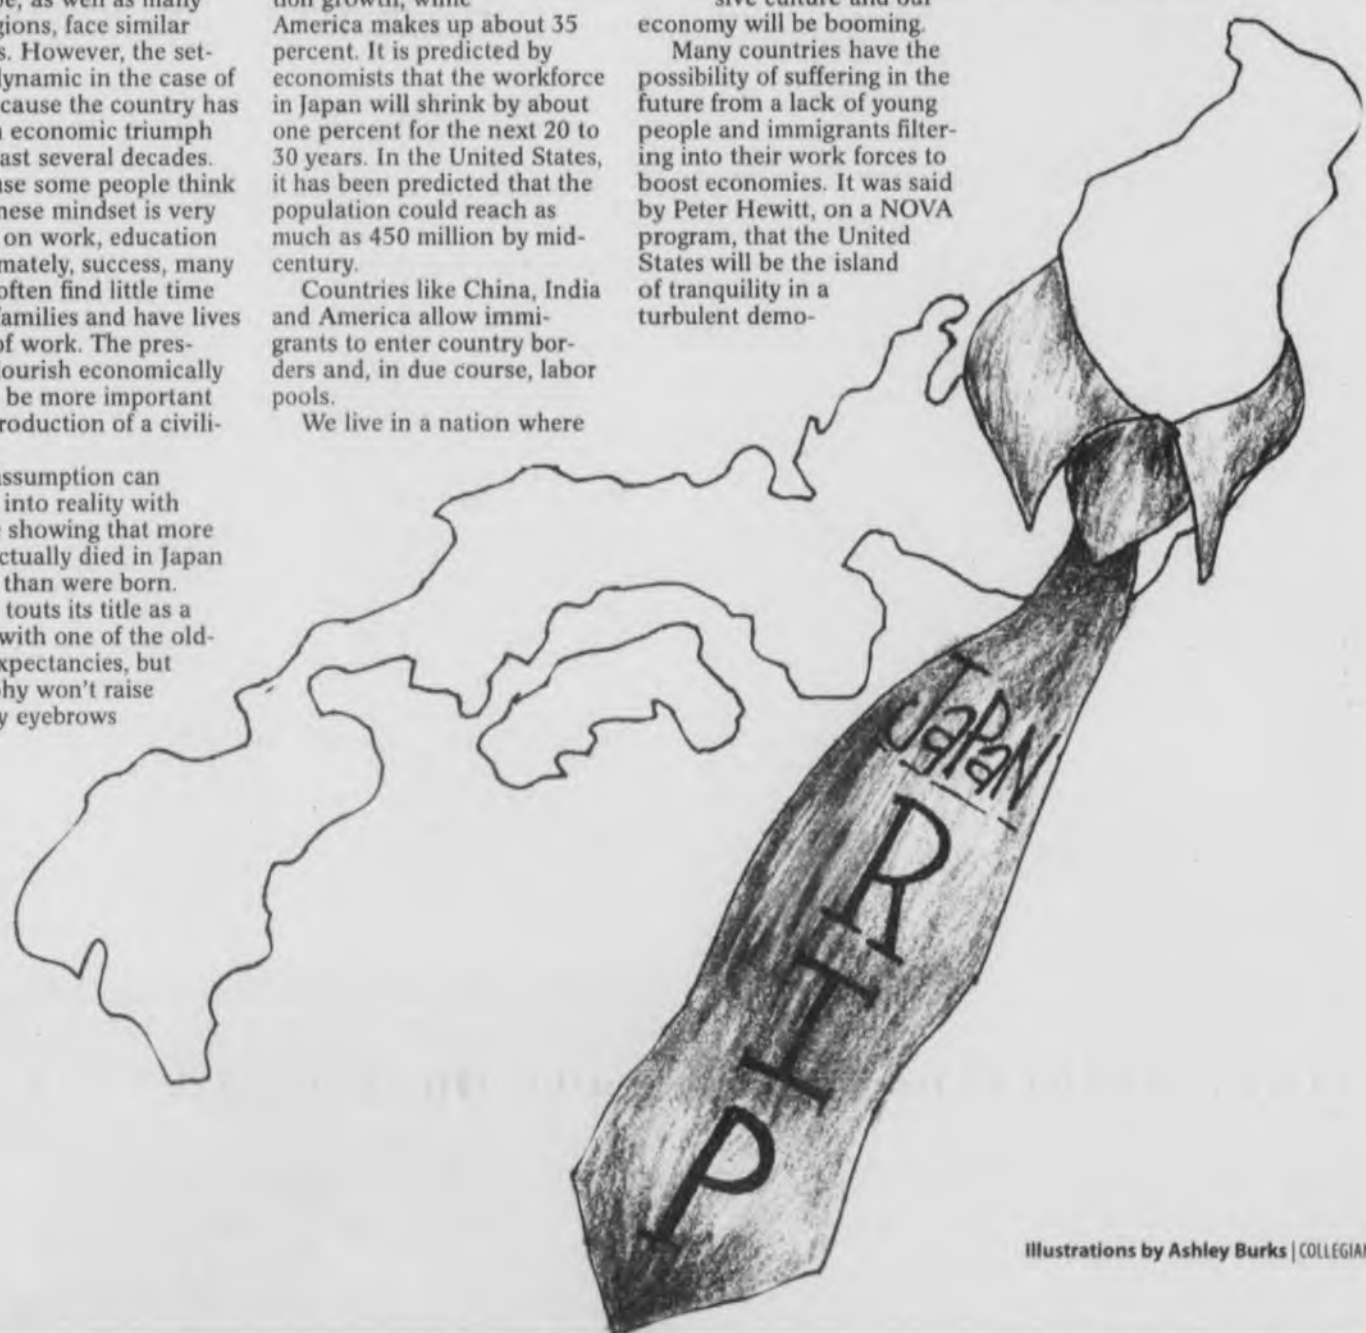 as well as many
gions, face similar
s. However, the set-
dynamic in the case of
cause the country has
economic triumph
ast several decades.
use some people think
nese mindset is very
on work, education
mately, success, many
often find little time
families and have lives
of work. The pres-
lourish economically
be more important
roduction of a civili-
assumption can
into reality with
showing that more
ctually died in Japan
than were born.
touts its title as a
with one of the old-
xpectancies, but
hy won't raise
y eyebrows
tion growth, while
America makes up about 35
percent. It is predicted by
economists that the workforce
in Japan will shrink by about
one percent for the next 20 to
30 years. In the United States,
it has been predicted that the
population could reach as
much as 450 million by mid-
century.
Countries like China, India
and America allow immi-
grants to enter country bor-
ders and, in due course, labor
pools.
We live in a nation where
sive culture and our
economy will be booming.
Many countries have the
possibility of suffering in the
future from a lack of young
people and immigrants filter-
ing into their work forces to
boost economies. It was said
by Peter Hewitt, on a NOVA
program, that the United
States will be the island
of tranquility in a
turbulent demo-
JAPAN
R
I
P
Illustrations by Ashley Burks | COLLEGIAN